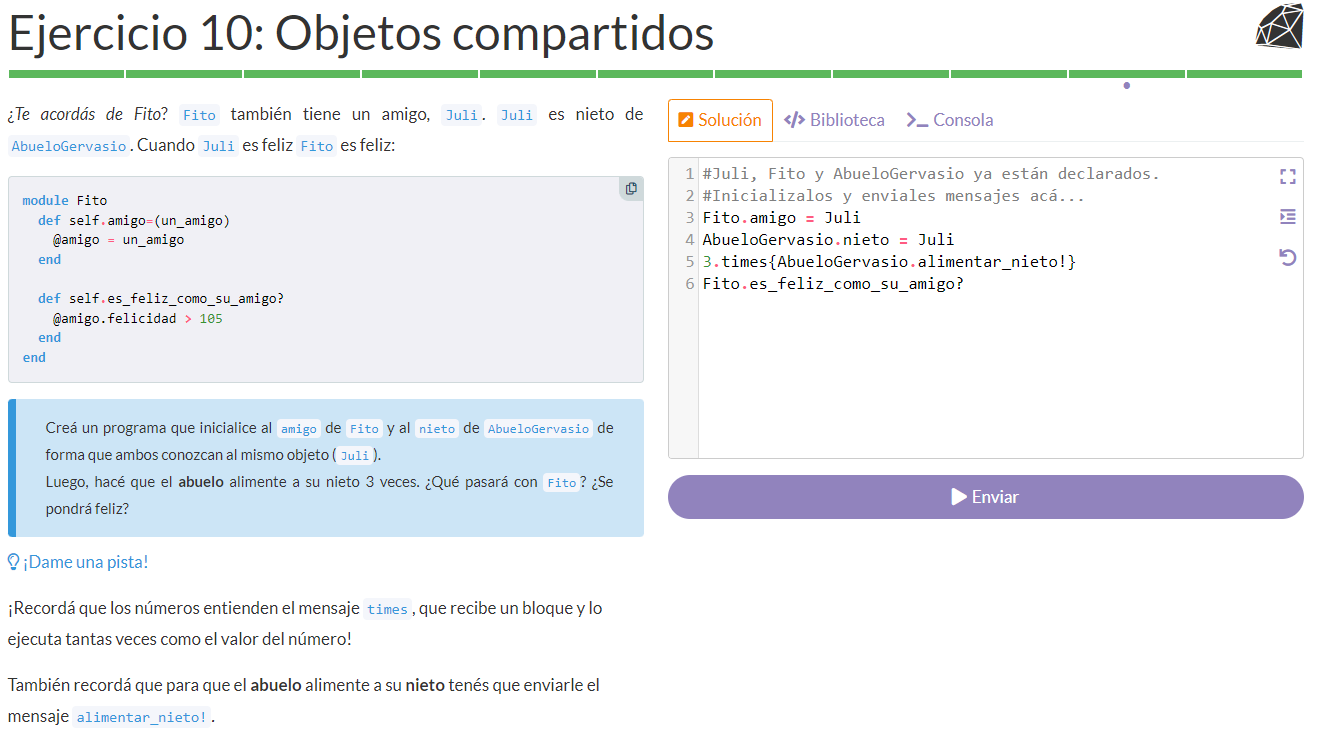 Ejercicio 10: Objetos compartidos
¿Te acordás de Fito? Fito también tiene un amigo, Juli. Juli es nieto de
AbueloGervasio. Cuando Juli es feliz Fito es feliz:
module Fito
  def self.amigo=(un_amigo)
    @amigo = un_amigo
  end

  def self.es_feliz_como_su_amigo?
    @amigo.felicidad > 105
  end
end
Creá un programa que inicialice al amigo de Fito y al nieto de AbueloGervasio de
forma que ambos conozcan al mismo objeto (Juli).
Luego, hacé que el abuelo alimente a su nieto 3 veces. ¿Qué pasará con Fito? ¿Se
pondrá feliz?
¡Dame una pista!
¡Recordá que los números entienden el mensaje times, que recibe un bloque y lo
ejecuta tantas veces como el valor del número!
También recordá que para que el abuelo alimente a su nieto tenés que enviarle el
mensaje alimentar_nieto!.
Solución </> Biblioteca >_ Consola
1 #Juli, Fito y AbueloGervasio ya están declarados.
2 #Inicializalos y enviales mensajes acá...
3 Fito.amigo = Juli
4 AbueloGervasio.nieto = Juli
5 3.times{AbueloGervasio.alimentar_nieto!}
6 Fito.es_feliz_como_su_amigo?
Enviar